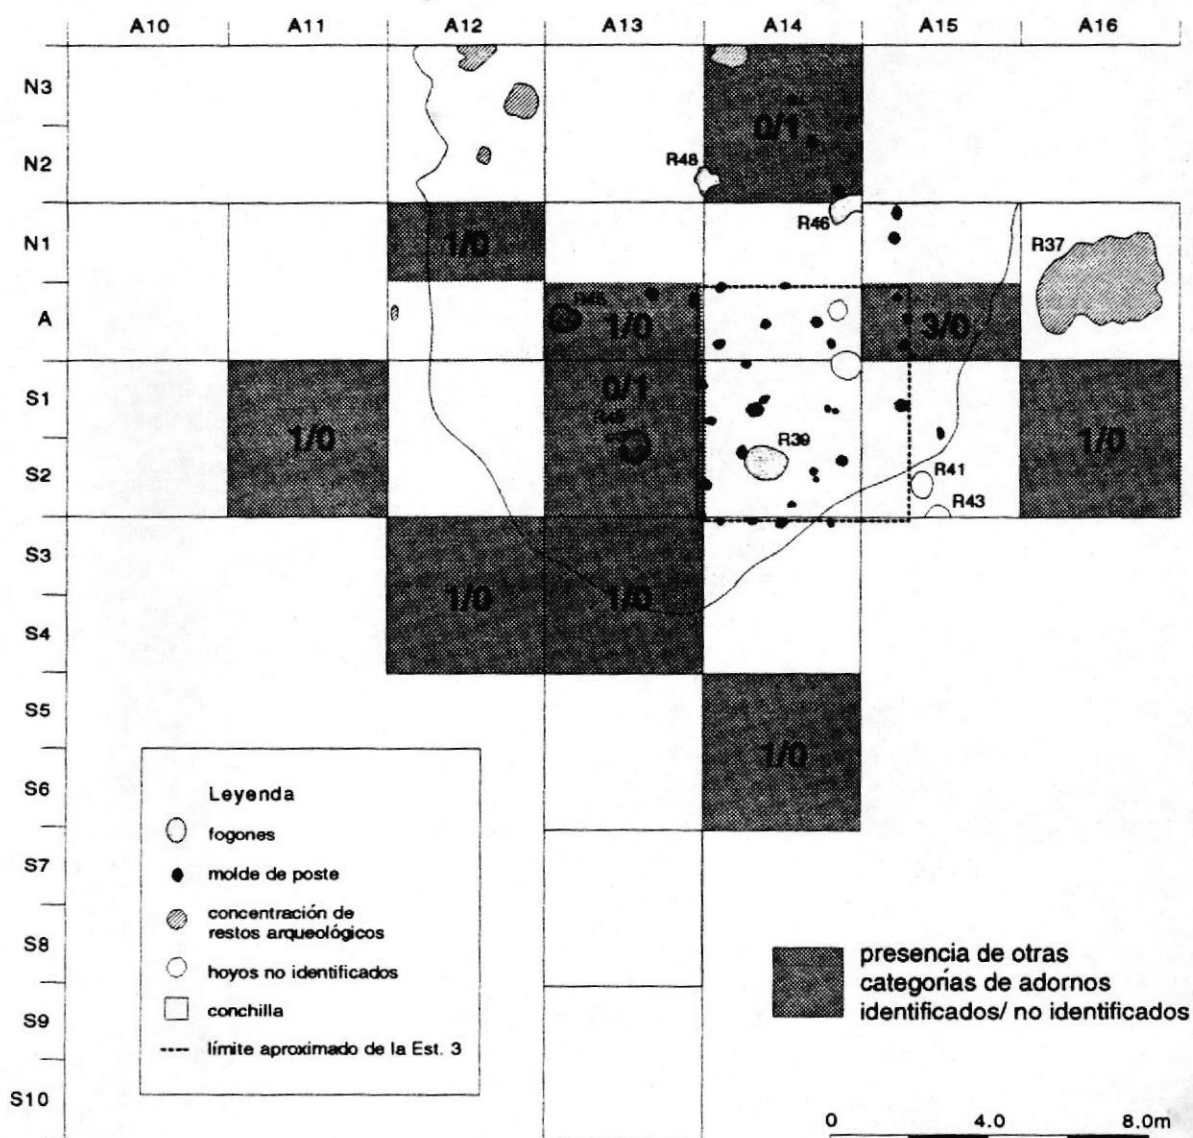 A10 A11 A12 A13 A14 A15 A16
N3
0/1
N2
R48
R46
N1
1/0
R37
A
1/0
3/0
S1
0/1
1/0
R39
1/0
S2
R41
R43
S3
1/0
1/0
S4
S5
1/0
S6
Leyenda
fogones
S7
molde de poste
concentración de
restos arqueológicos
S8
hoyos no identificados
presencia de otras
categorías de adornos
identificados/ no identificados
S9
conchilla
límite aproximado de la Est. 3
S10
0 4.0 8.0m